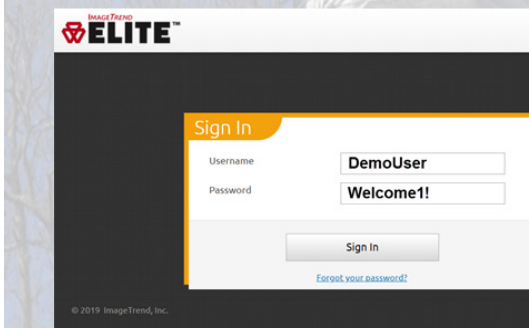 IMAGETREND
ELITE™
Sign In
Username DemoUser
Password Welcome1!
Sign In
Forgot your password?
© 2019 ImageTrend, Inc.